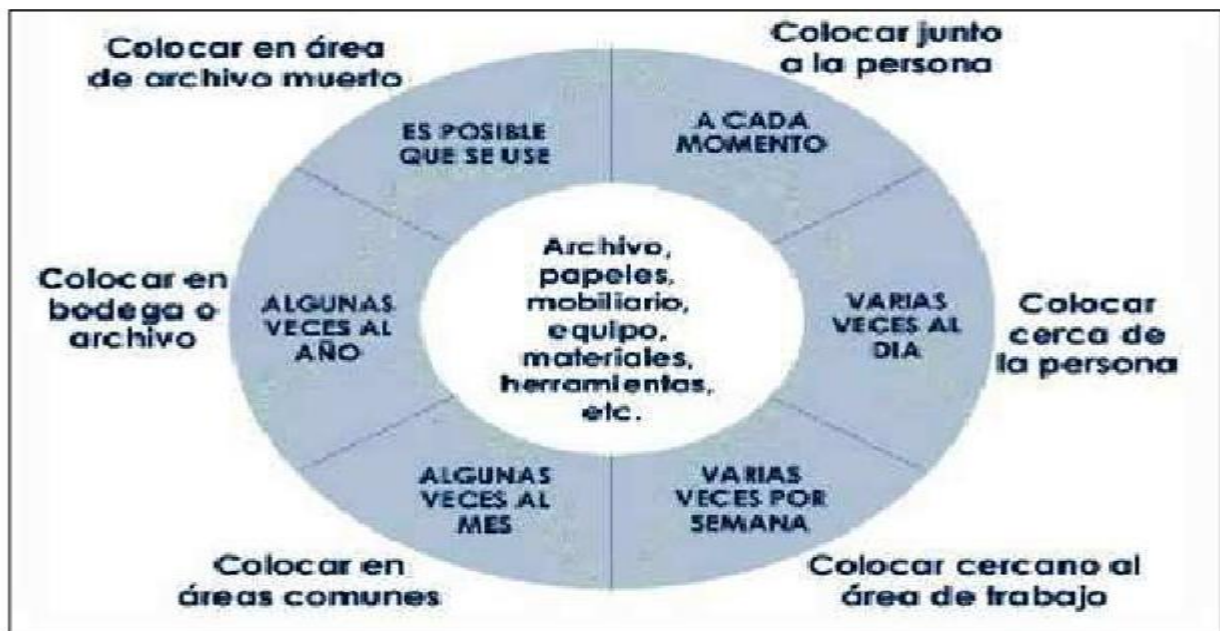 Colocar en área
de archivo muerto
Colocar junto
a la persona
ES POSIBLE
QUE SE USE
A CADA
MOMENTO
Colocar en
bodega o
archivo
ALGUNAS
VECES AL
AÑO
Archivo,
papeles,
mobiliario,
equipo,
materiales,
herramientas,
etc.
VARIAS
VECES AL
DIA
Colocar
cerca de
la persona
ALGUNAS
VECES AL
MES
VARIAS
VECES POR
SEMANA
Colocar en
áreas comunes
Colocar cercano al
área de trabajo